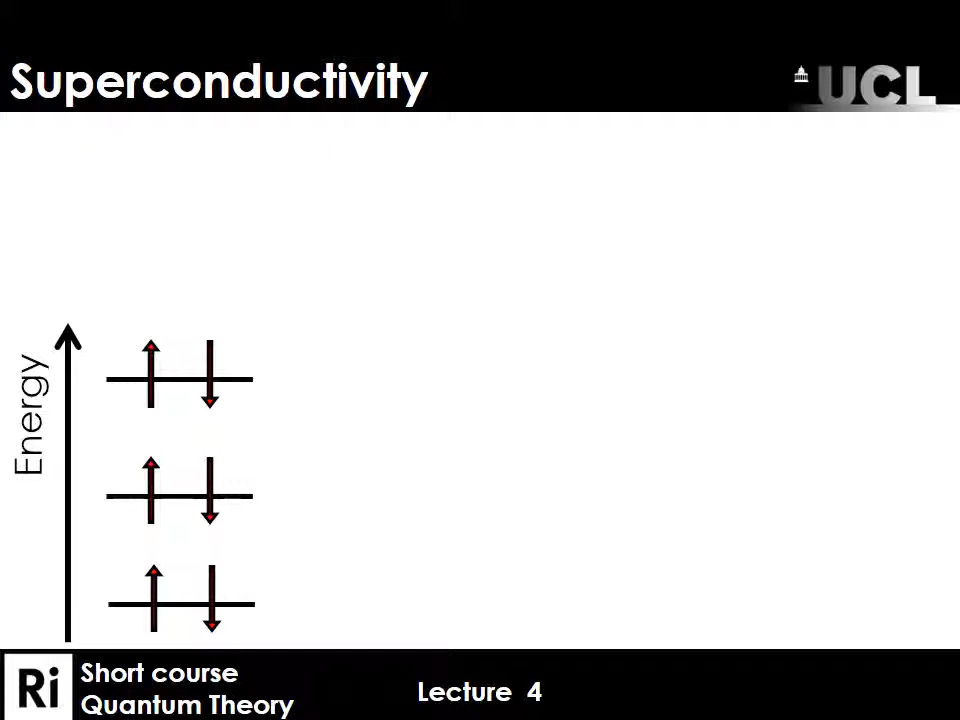 Superconductivity
UCL
Energy
Ri
Short course
Quantum Theory
Lecture 4